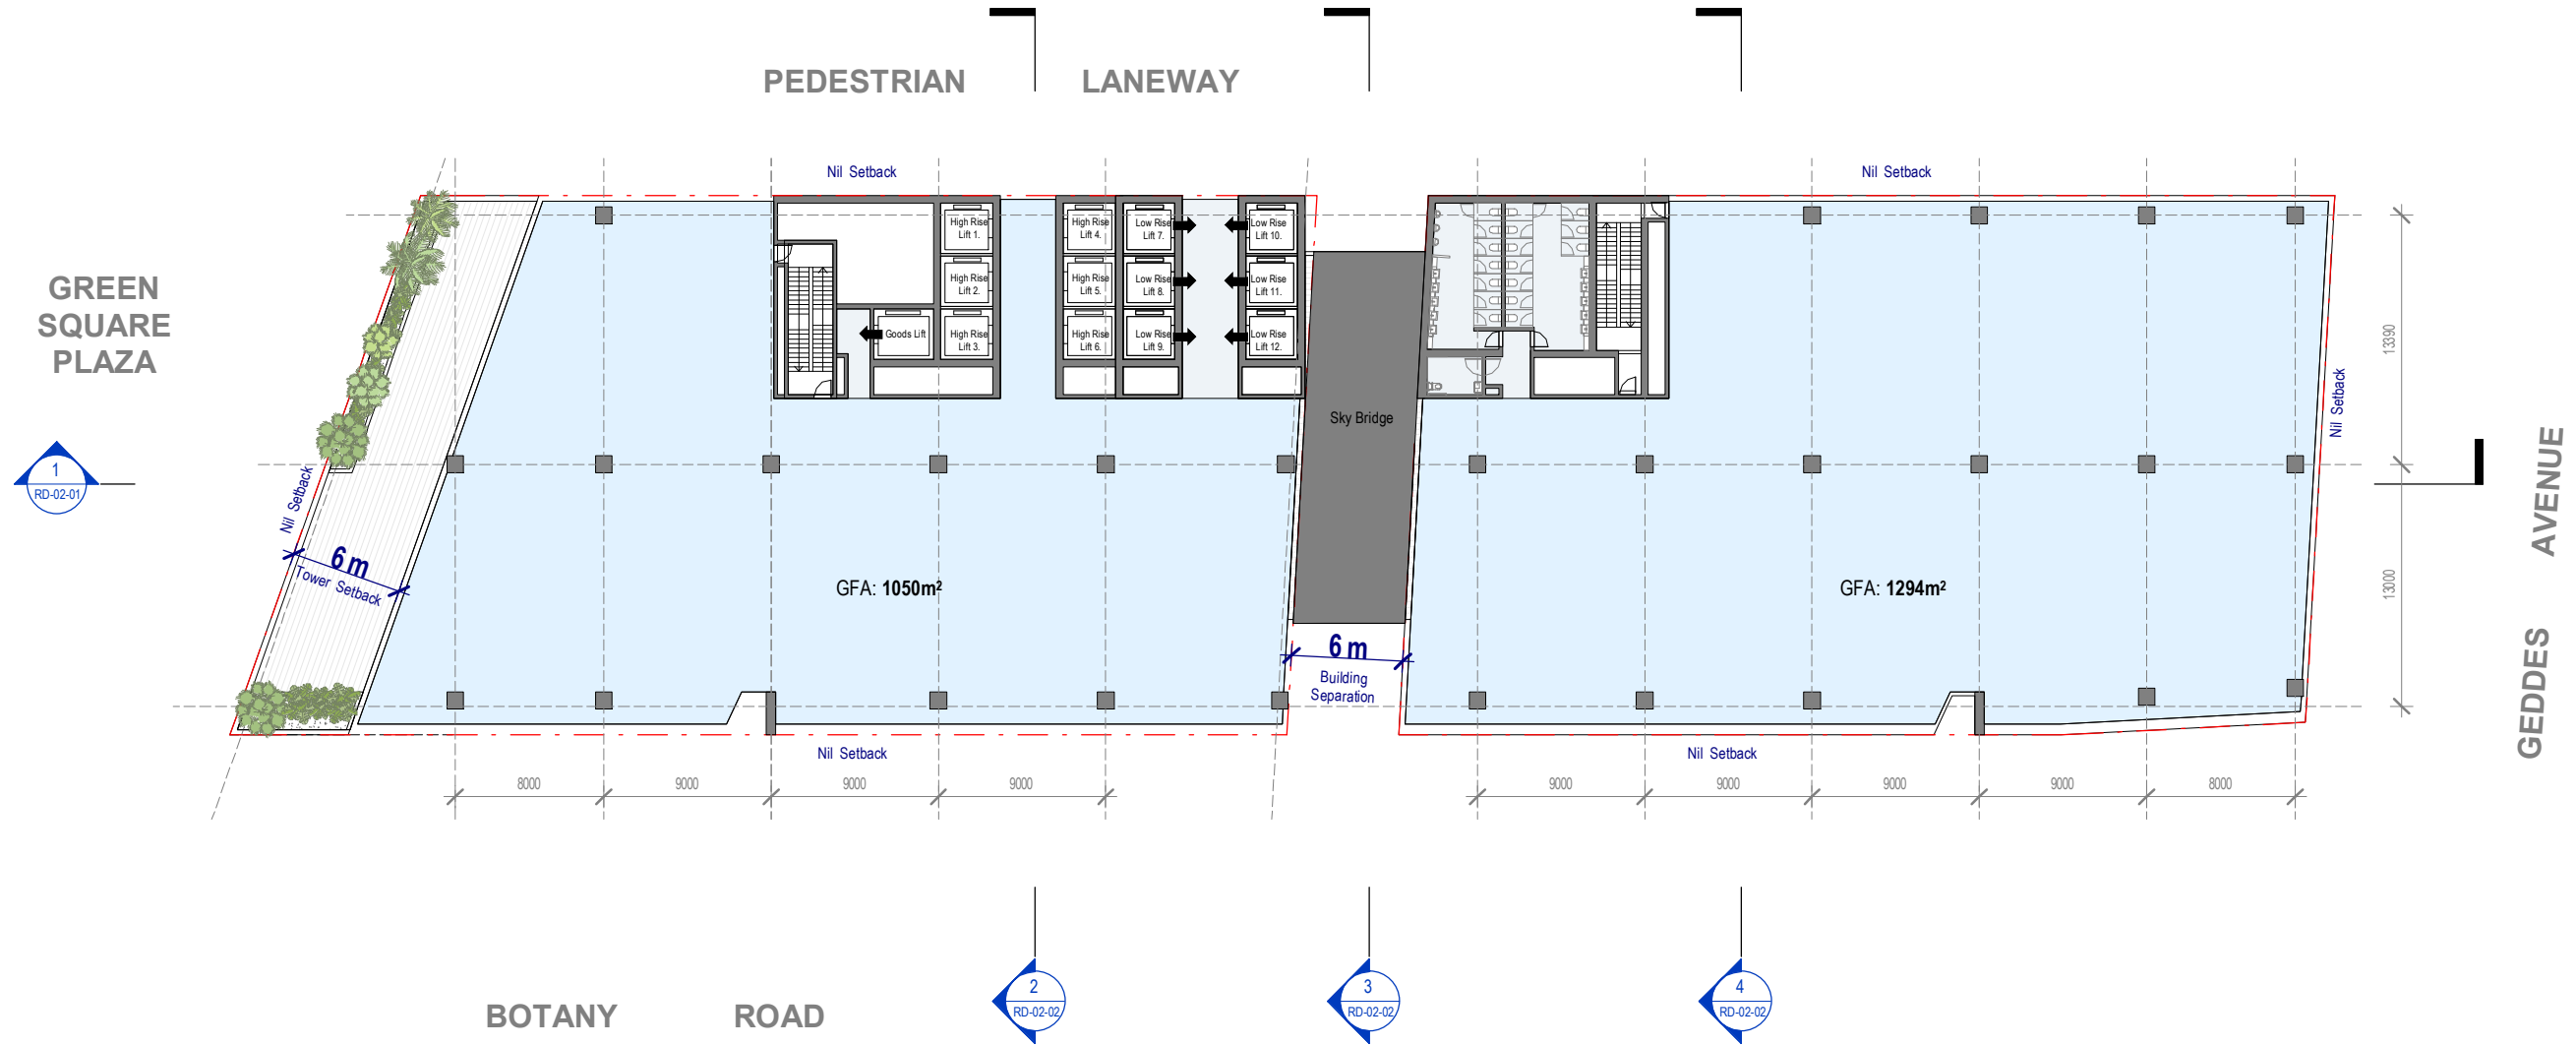 PEDESTRIAN LANEWAY
Nil Setback
Nil Setback
High Rise
Lift 1.
High Rise
Lift 4.
Low Rise
Lift 7.
Low Rise
Lift 10.
High Rise
Lift 2.
High Rise
Lift 5.
Low Rise
Lift 8.
Low Rise
Lift 11.
Goods Lift
High Rise
Lift 3.
High Rise
Lift 6.
Low Rise
Lift 9.
Low Rise
Lift 12.
GREEN
SQUARE
PLAZA
13390
Nil Setback
Sky Bridge
1
RD-02-01
Nil Setback
6 m
Tower Setback
GFA: 1050m²
GFA: 1294m²
13000
GEDDES AVENUE
6 m
Building
Separation
Nil Setback
Nil Setback
8000
9000
9000
9000
9000
9000
9000
9000
8000
2
RD-02-02
3
RD-02-02
4
RD-02-02
BOTANY ROAD